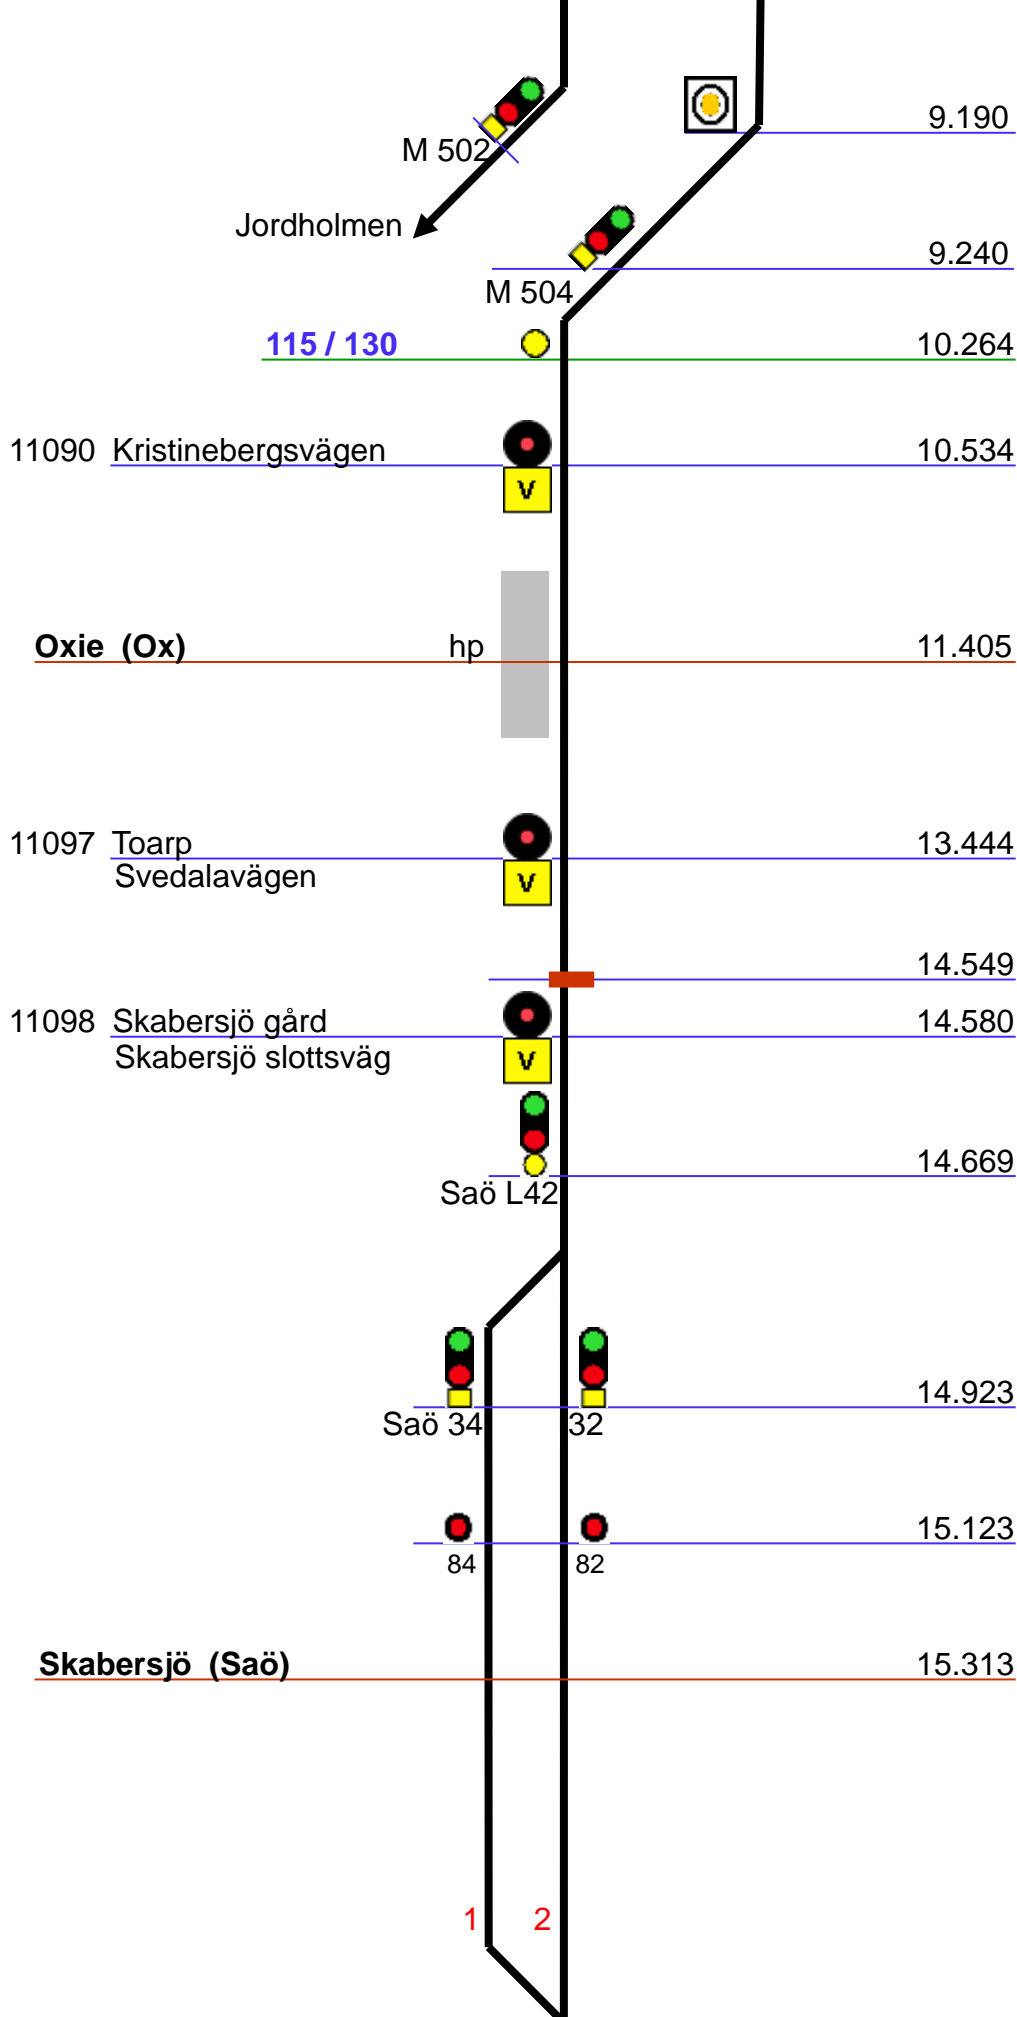 9.190
M 502
Jordholmen
9.240
M 504
115 / 130 10.264
11090 Kristinebergsvägen 10.534
V
Oxie (Ox) hp 11.405
11097 Toarp 13.444
Svedalavägen V
14.549
11098 Skabersjö gård 14.580
Skabersjö slottsväg V
14.669
Saö L42
14.923
Saö 34 32
15.123
84 82
Skabersjö (Saö) 15.313
1 2